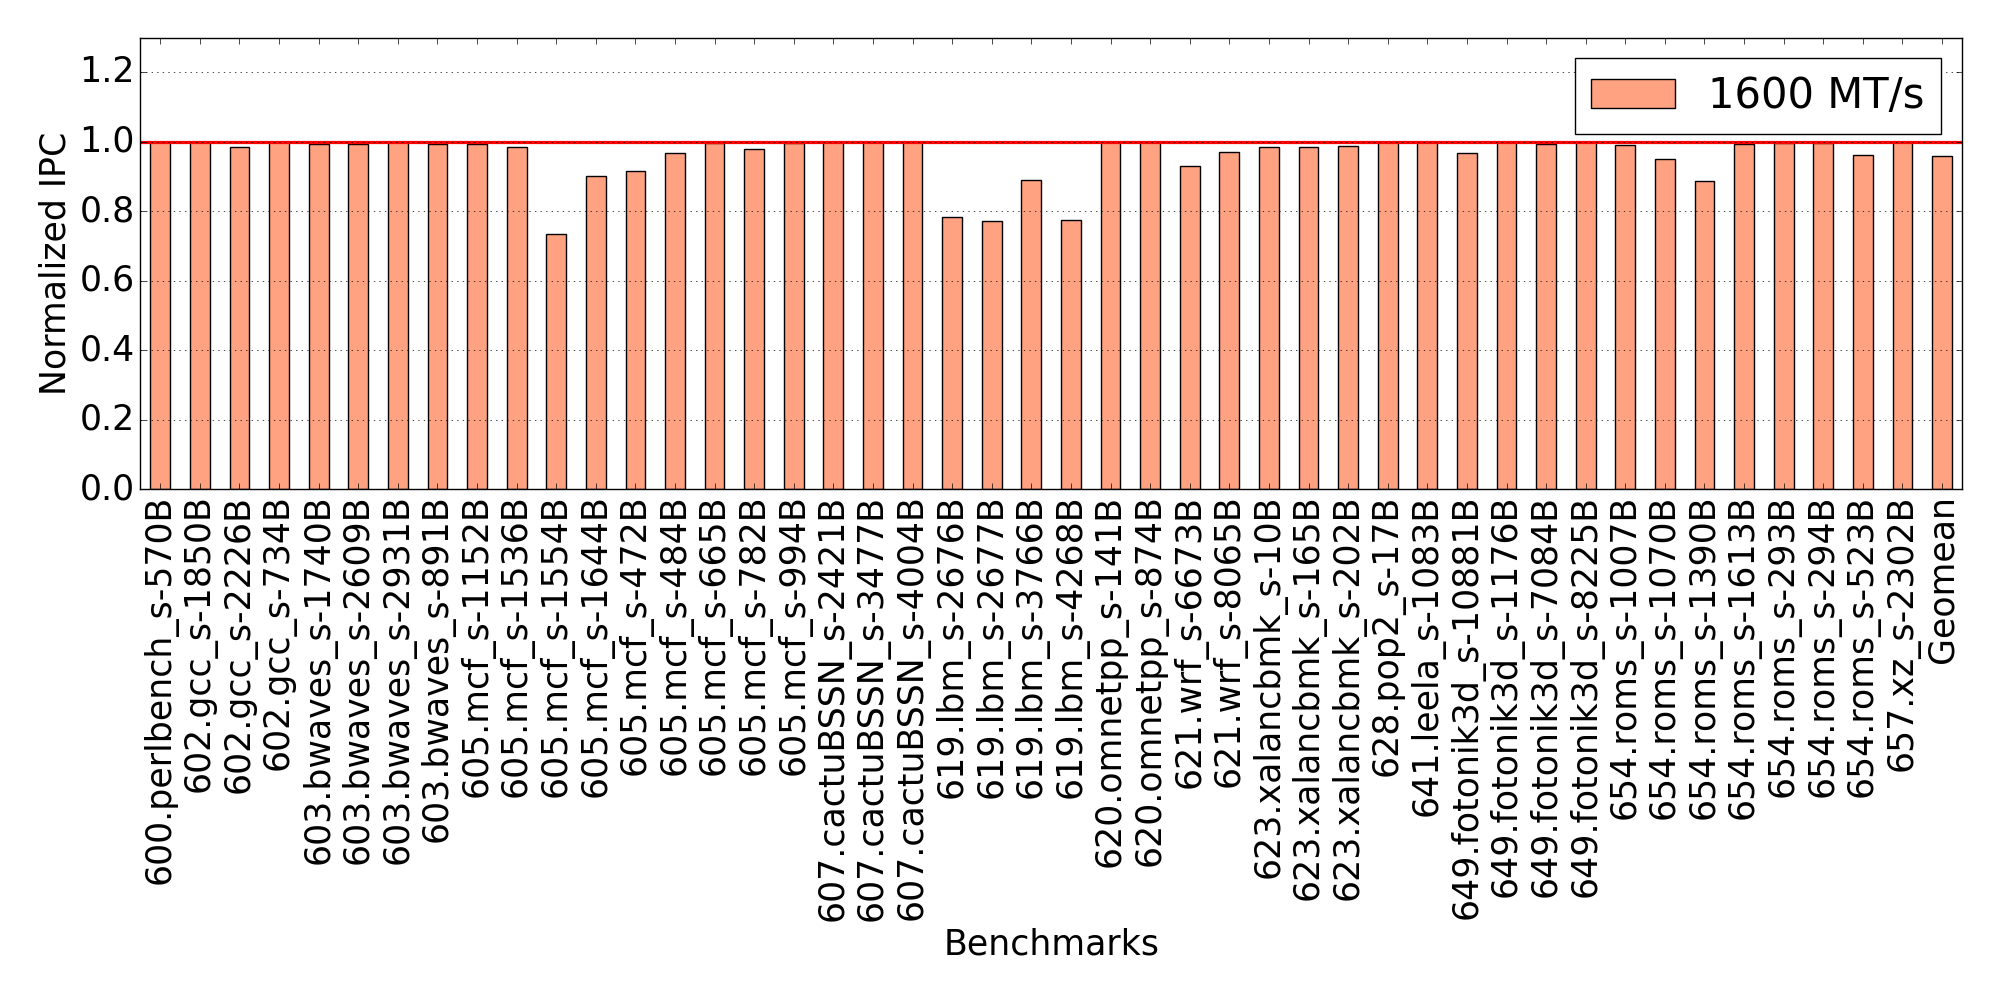 1600 MT/s
Normalized IPC
1.2
1.0
0.8
0.6
0.4
0.2
0.0
600.perlbench_s-570B
602.gcc_s-1850B
602.gcc_s-2226B
602.gcc_s-734B
603.bwaves_s-1740B
603.bwaves_s-2609B
603.bwaves_s-2931B
603.bwaves_s-891B
605.mcf_s-1152B
605.mcf_s-1536B
605.mcf_s-1554B
605.mcf_s-1644B
605.mcf_s-472B
605.mcf_s-484B
605.mcf_s-665B
605.mcf_s-782B
605.mcf_s-994B
607.cactuBSSN_s-2421B
607.cactuBSSN_s-3477B
607.cactuBSSN_s-4004B
619.lbm_s-2676B
619.lbm_s-2677B
619.lbm_s-3766B
619.lbm_s-4268B
620.omnetpp_s-141B
620.omnetpp_s-874B
621.wrf_s-6673B
621.wrf_s-8065B
623.xalancbmk_s-10B
623.xalancbmk_s-165B
623.xalancbmk_s-202B
628.pop2_s-17B
641.leela_s-1083B
649.fotonik3d_s-10881B
649.fotonik3d_s-1176B
649.fotonik3d_s-7084B
649.fotonik3d_s-8225B
654.roms_s-1007B
654.roms_s-1070B
654.roms_s-1390B
654.roms_s-1613B
654.roms_s-293B
654.roms_s-294B
654.roms_s-523B
657.xz_s-2302B
Geomean
Benchmarks